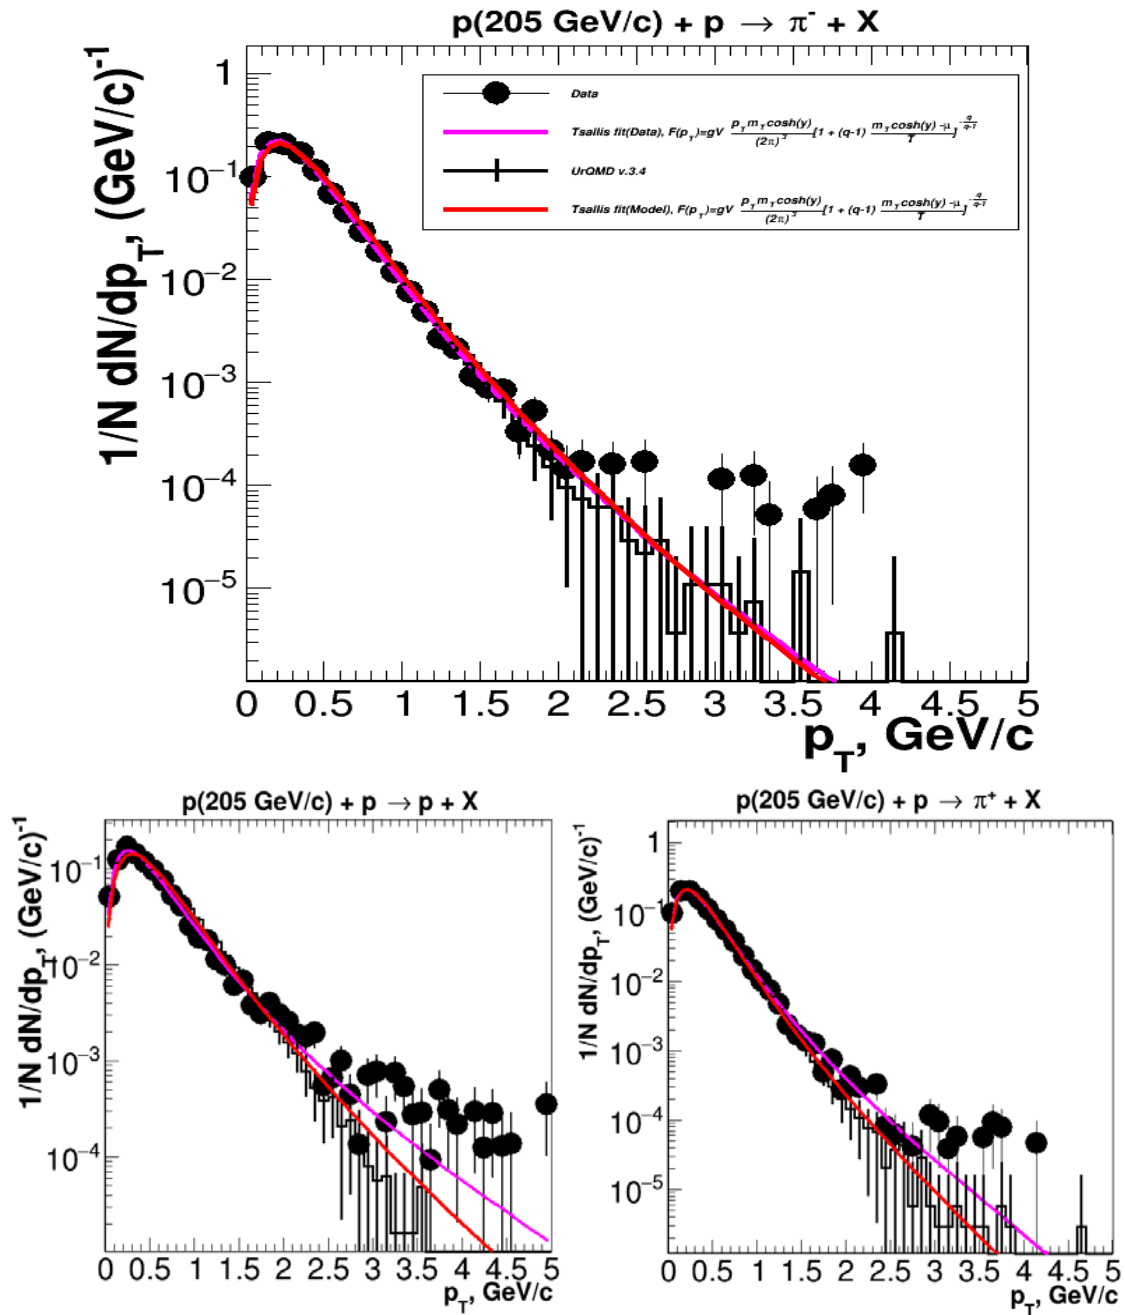 p(205 GeV/c) + p → π⁻ + X
1/N dN/dp_T, (GeV/c)⁻¹
1
10⁻¹
10⁻²
10⁻³
10⁻⁴
10⁻⁵
Data
Tsallis fit(Data), F(p_T)=gV p_T m_T cosh(y)/(2π)² [1 + (q-1) m_T cosh(y) -μ/T]^-q/q-1
UrQMD v.3.4
Tsallis fit(Model), F(p_T)=gV p_T m_T cosh(y)/(2π)² [1 + (q-1) m_T cosh(y) -μ/T]^-q/q-1
0 0.5 1 1.5 2 2.5 3 3.5 4 4.5 5
p_T, GeV/c
p(205 GeV/c) + p → p + X
1/N dN/dp_T, (GeV/c)⁻¹
10⁻¹
10⁻²
10⁻³
10⁻⁴
0 0.5 1 1.5 2 2.5 3 3.5 4 4.5 5
p_T, GeV/c
p(205 GeV/c) + p → π⁺ + X
1/N dN/dp_T, (GeV/c)⁻¹
1
10⁻¹
10⁻²
10⁻³
10⁻⁴
10⁻⁵
0 0.5 1 1.5 2 2.5 3 3.5 4 4.5 5
p_T, GeV/c